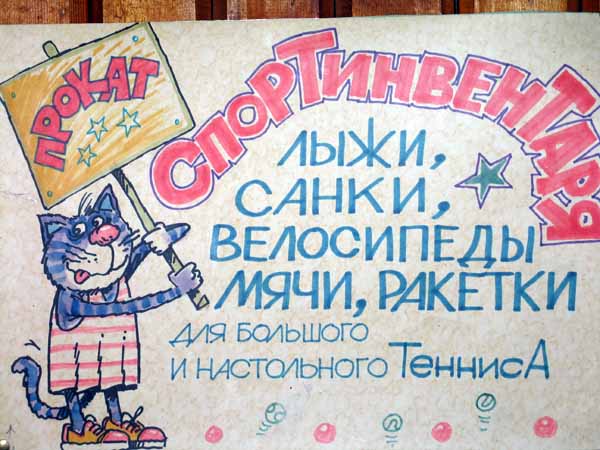 ПРОКАТ
СПОРТИНВЕНТАРЯ
ЛЫЖИ,
САНКИ,
ВЕЛОСИПЕДЫ
МЯЧИ, РАКЕТКИ
ДЛЯ БОЛЬШОГО
И НАСТОЛЬНОГО ТеннисА